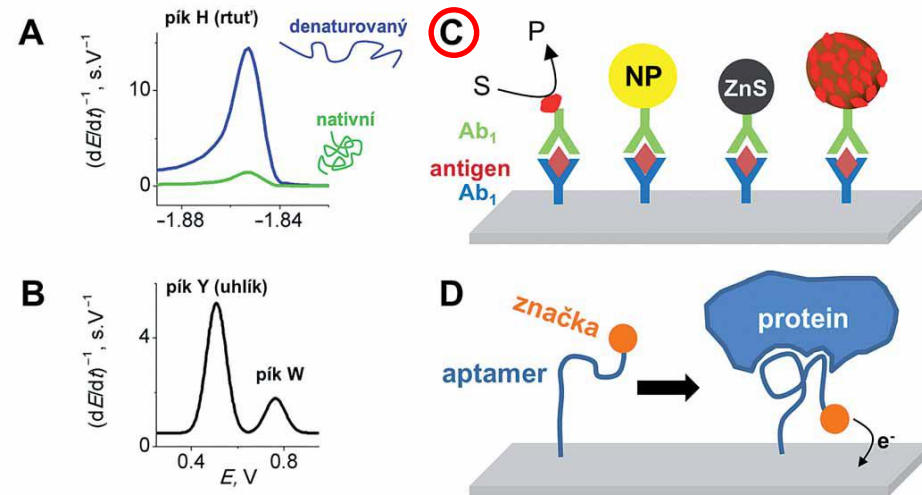 A
pík H (rtuť)
denaturovaný
nativní
(dE/dt)⁻¹, s.V⁻¹
10
0
−1.88
−1.84
B
pík Y (uhlík)
pík W
(dE/dt)⁻¹, s.V⁻¹
4
0
0.4
0.8
E, V
C
P
S
NP
ZnS
Ab₁
antigen
Ab₁
D
značka
aptamer
protein
e⁻